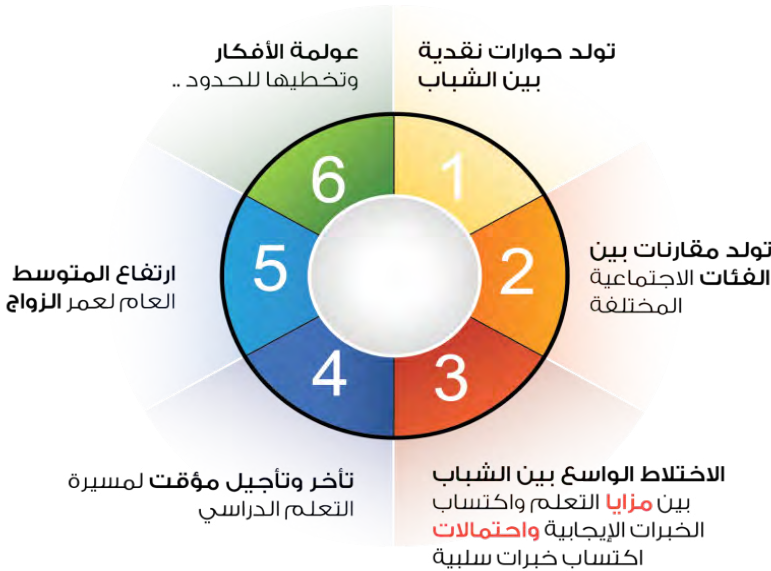 1
تولد حوارات نقدية
بين الشباب
2
تولد مقارنات بين
الفئات الاجتماعية
المختلفة
3
الاختلاط الواسع بين الشباب
بين مزايا التعلم واكتساب
الخبرات الإيجابية واحتمالات
اكتساب خبرات سلبية
4
تأخر وتأجيل مؤقت لمسيرة
التعلم الدراسي
5
ارتفاع المتوسط
العام لعمر الزواج
6
عولمة الأفكار
وتخطيها للحدود ..